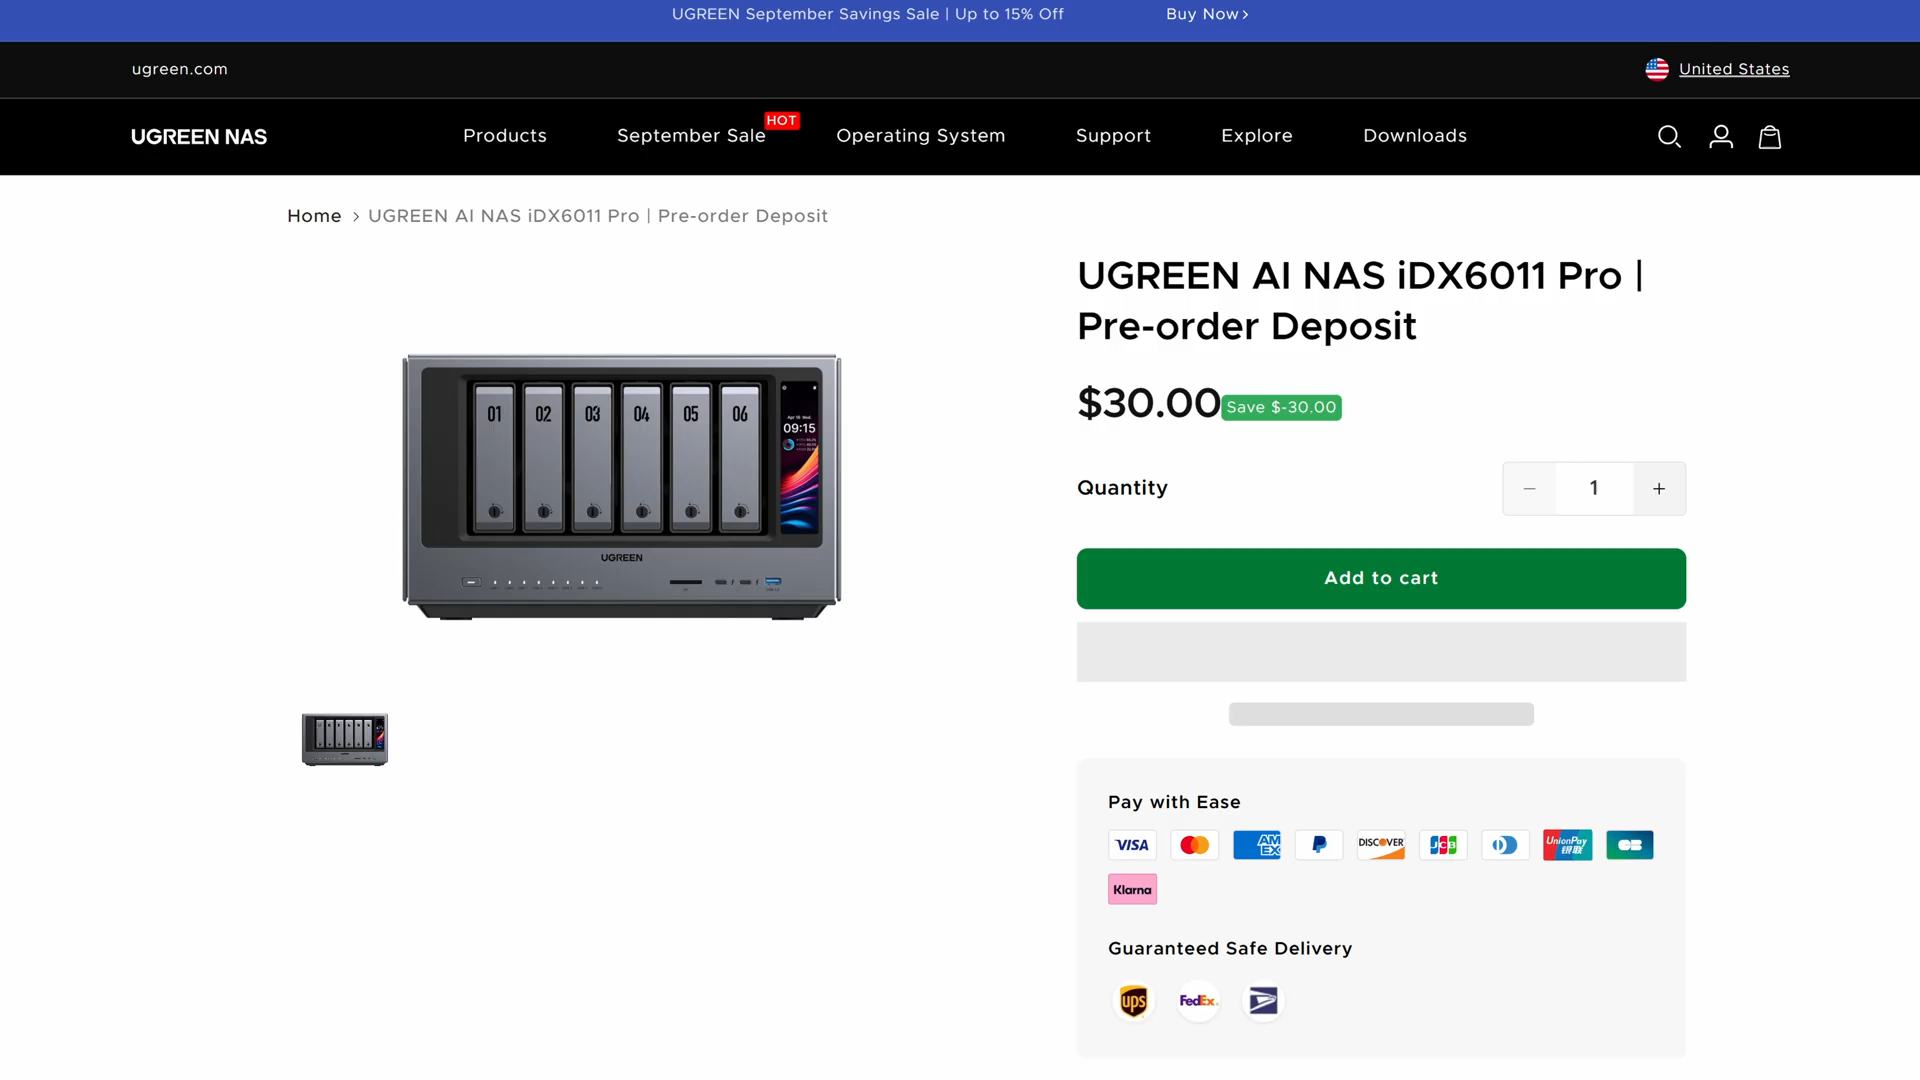 UGREEN September Savings Sale | Up to 15% Off
Buy Now
ugreen.com
United States
UGREEN NAS
Products
September Sale
HOT
Operating System
Support
Explore
Downloads
Home > UGREEN AI NAS iDX6011 Pro | Pre-order Deposit
UGREEN AI NAS iDX6011 Pro |
Pre-order Deposit
$30.00
Save $-30.00
01 02 03 04 05 06
09:15
UGREEN
Quantity
− 1 +
Add to cart
Pay with Ease
VISA
AM
EX
DISCOVER
JCB
UnionPay
银联
CB
Klarna
Guaranteed Safe Delivery
ups
FedEx